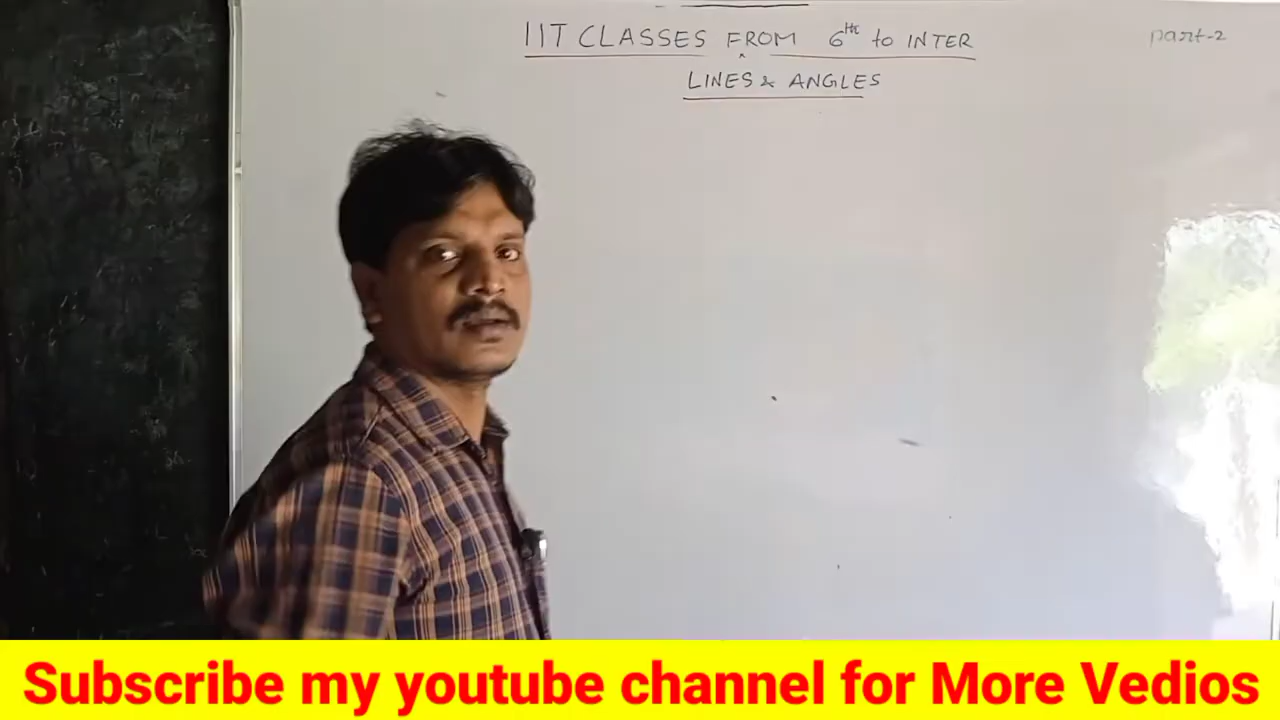 IIT CLASSES FROM 6th to INTER
part-2
LINES & ANGLES
Subscribe my youtube channel for More Vedios